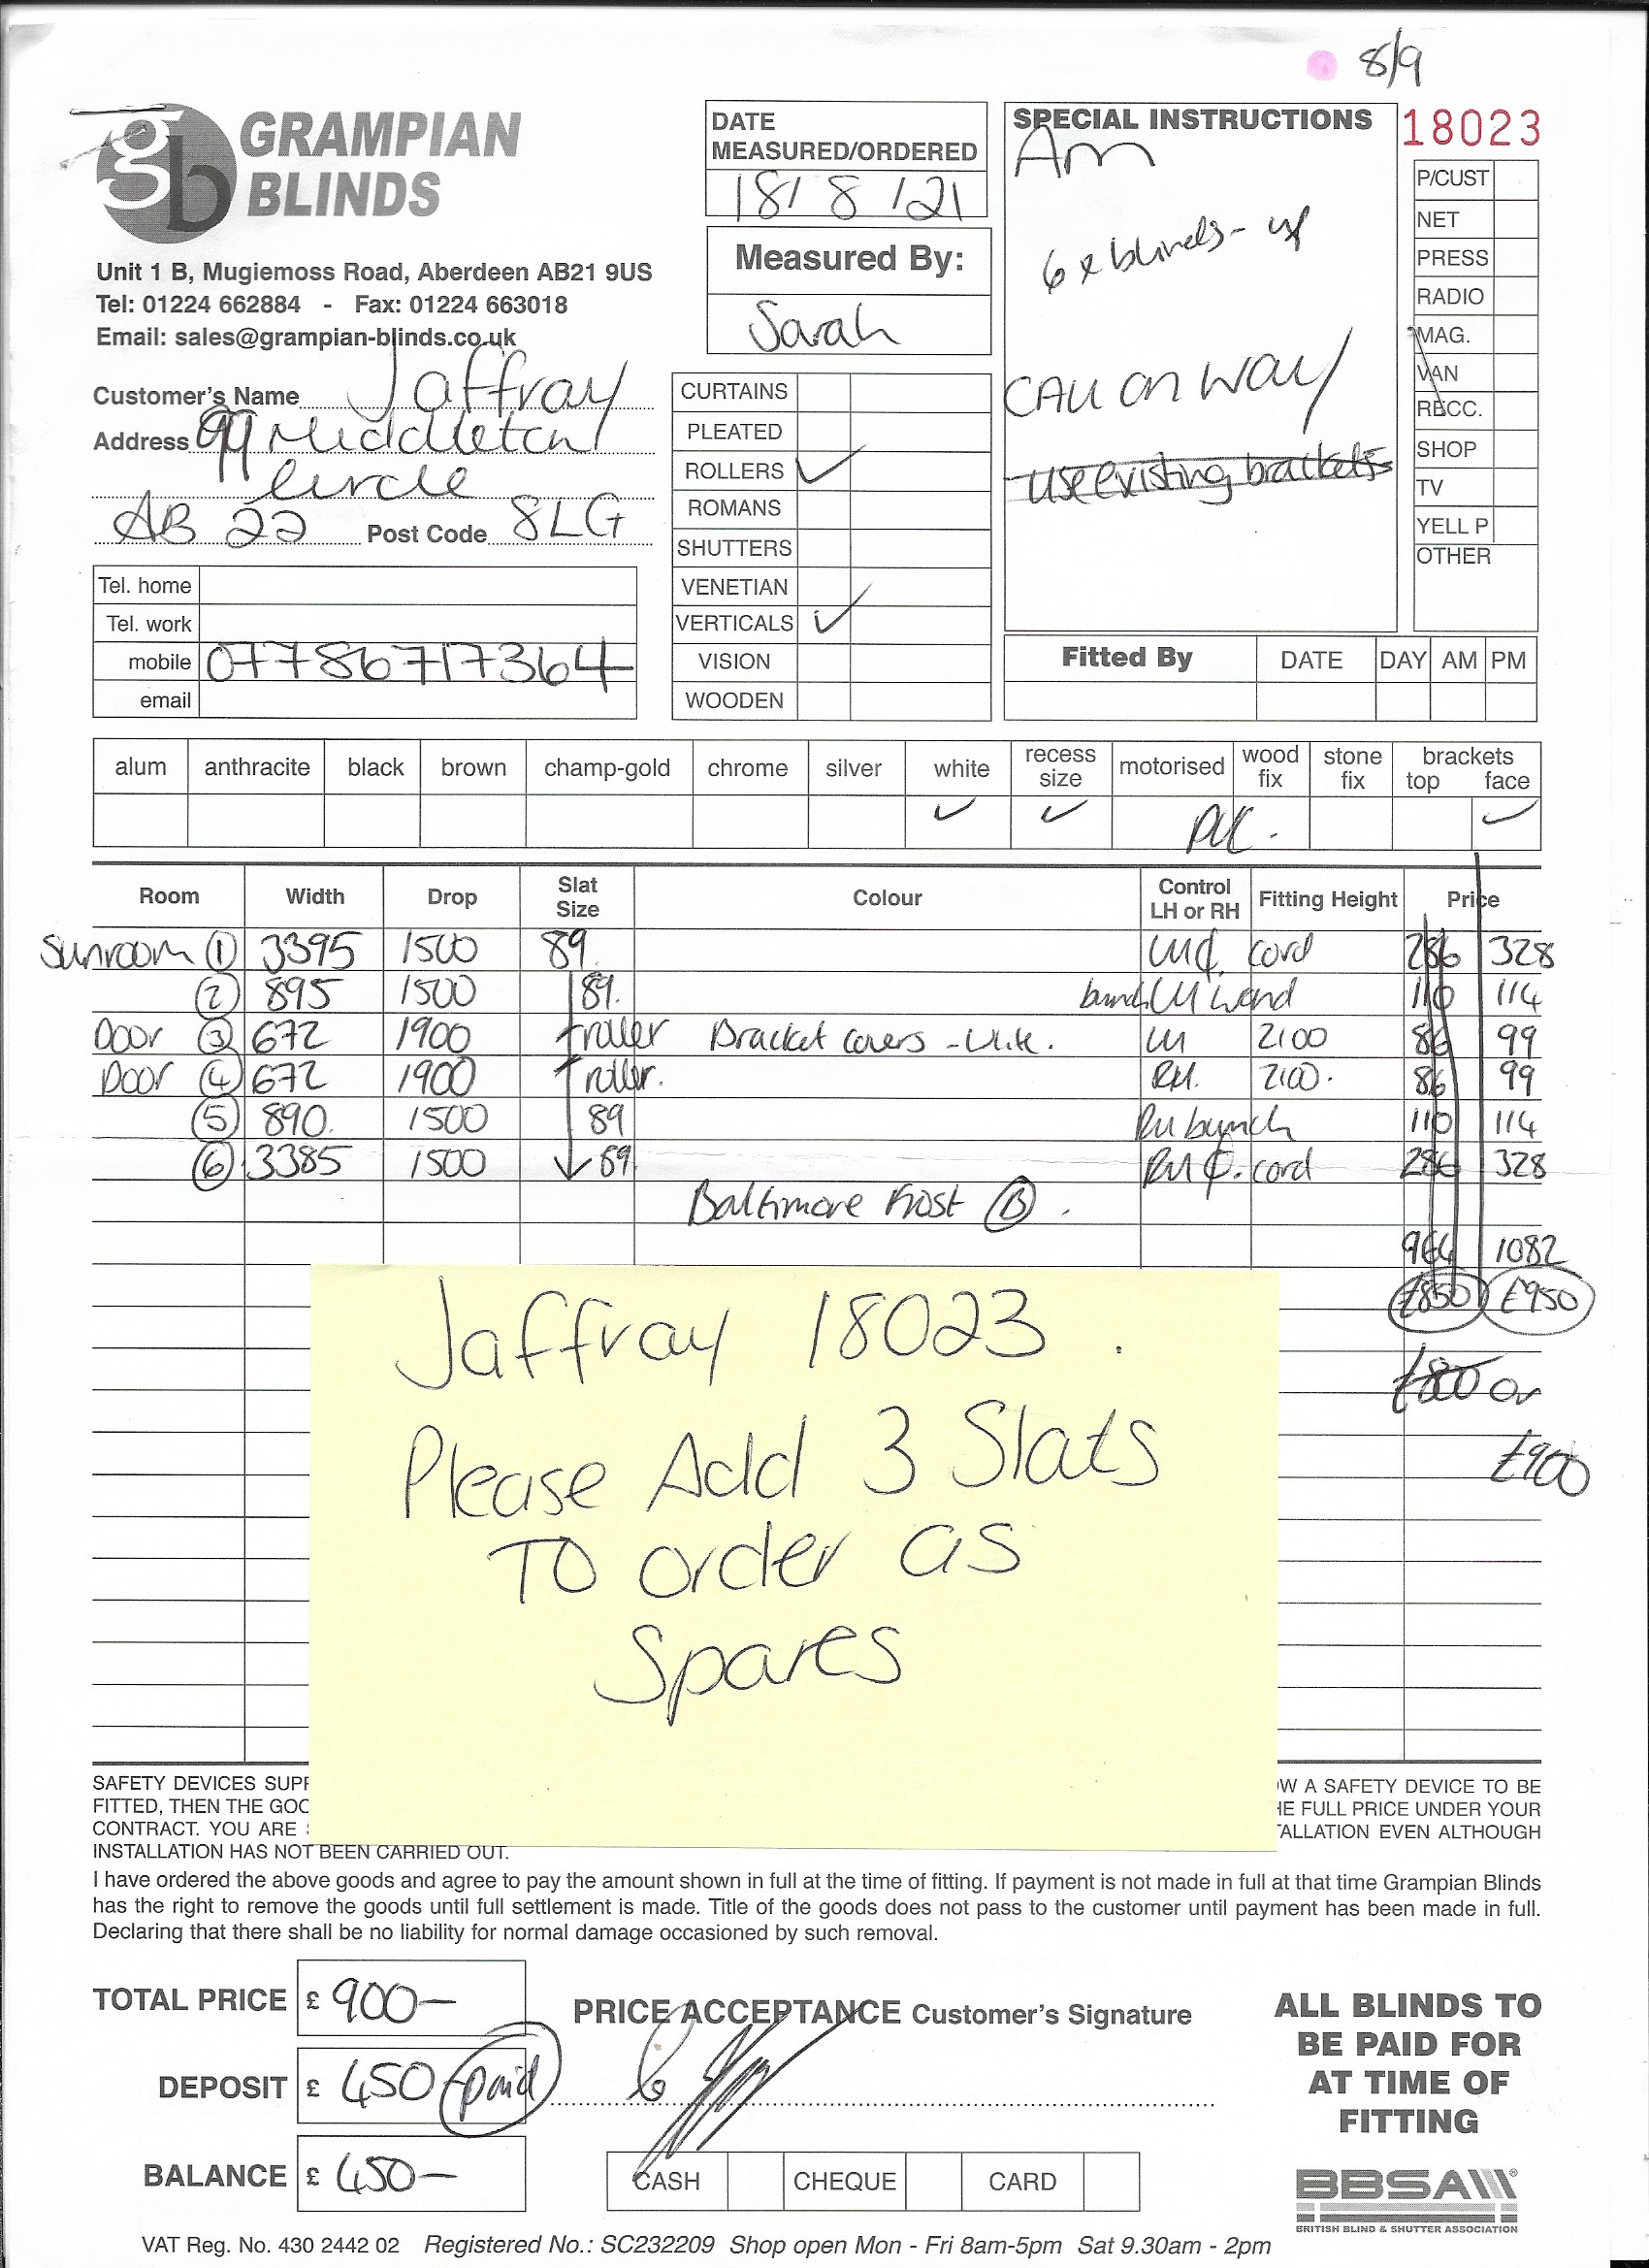 8/9
GRAMPIAN
BLINDS
Unit 1 B, Mugiemoss Road, Aberdeen AB21 9US
Tel: 01224 662884 - Fax: 01224 663018
Email: sales@grampian-blinds.co.uk
Customer's Name Jaffray
Address 99 Middleton
Circle
AB 22 Post Code 8LG
Tel. home
Tel. work
mobile 07786717364
email
DATE
MEASURED/ORDERED
18/ 8 /21
Measured By:
Sarah
CURTAINS
PLEATED
ROLLERS ✓
ROMANS
SHUTTERS
VENETIAN
VERTICALS ✓
VISION
WOODEN
SPECIAL INSTRUCTIONS
Am
6 x blinds -
CALL ON WAY
use existing brackets
18023
P/CUST
NET
PRESS
RADIO
MAG.
VAN
RECC.
SHOP
TV
YELL P
OTHER
Fitted By DATE DAY AM PM
alum anthracite black brown champ-gold chrome silver white recess size motorised wood fix stone fix brackets top face
✓ ✓ ✓
Room Width Drop Slat Size Colour Control LH or RH Fitting Height Price
Sunroom 1 3395 1500 89 cord 286 328
2 895 1500 89. bunch LH wand 110 114
Door 3 672 1900 roller Bracket covers - LH 2100 86 99
Door 4 672 1900 roller. RH. 2100. 86 99
5 890. 1500 89 RH bunch 110 114
6 3385 1500 89 RH cord 286 328
Baltimore Frost B .
964 1082
£850 £950
£800 or
£900
Jaffray 18023.
Please Add 3 Slats
To order as
Spares
SAFETY DEVICES SUPP
FITTED, THEN THE GOO
CONTRACT. YOU ARE
INSTALLATION HAS NOT BEEN CARRIED OUT.
OW A SAFETY DEVICE TO BE
HE FULL PRICE UNDER YOUR
TALLATION EVEN ALTHOUGH
I have ordered the above goods and agree to pay the amount shown in full at the time of fitting. If payment is not made in full at that time Grampian Blinds
has the right to remove the goods until full settlement is made. Title of the goods does not pass to the customer until payment has been made in full.
Declaring that there shall be no liability for normal damage occasioned by such removal.
TOTAL PRICE £ 900-
DEPOSIT £ 450 paid
BALANCE £ 450-
PRICE ACCEPTANCE Customer's Signature
CASH CHEQUE CARD
ALL BLINDS TO
BE PAID FOR
AT TIME OF
FITTING
BBSA
BRITISH BLIND & SHUTTER ASSOCIATION
VAT Reg. No. 430 2442 02 Registered No.: SC232209 Shop open Mon - Fri 8am-5pm Sat 9.30am - 2pm